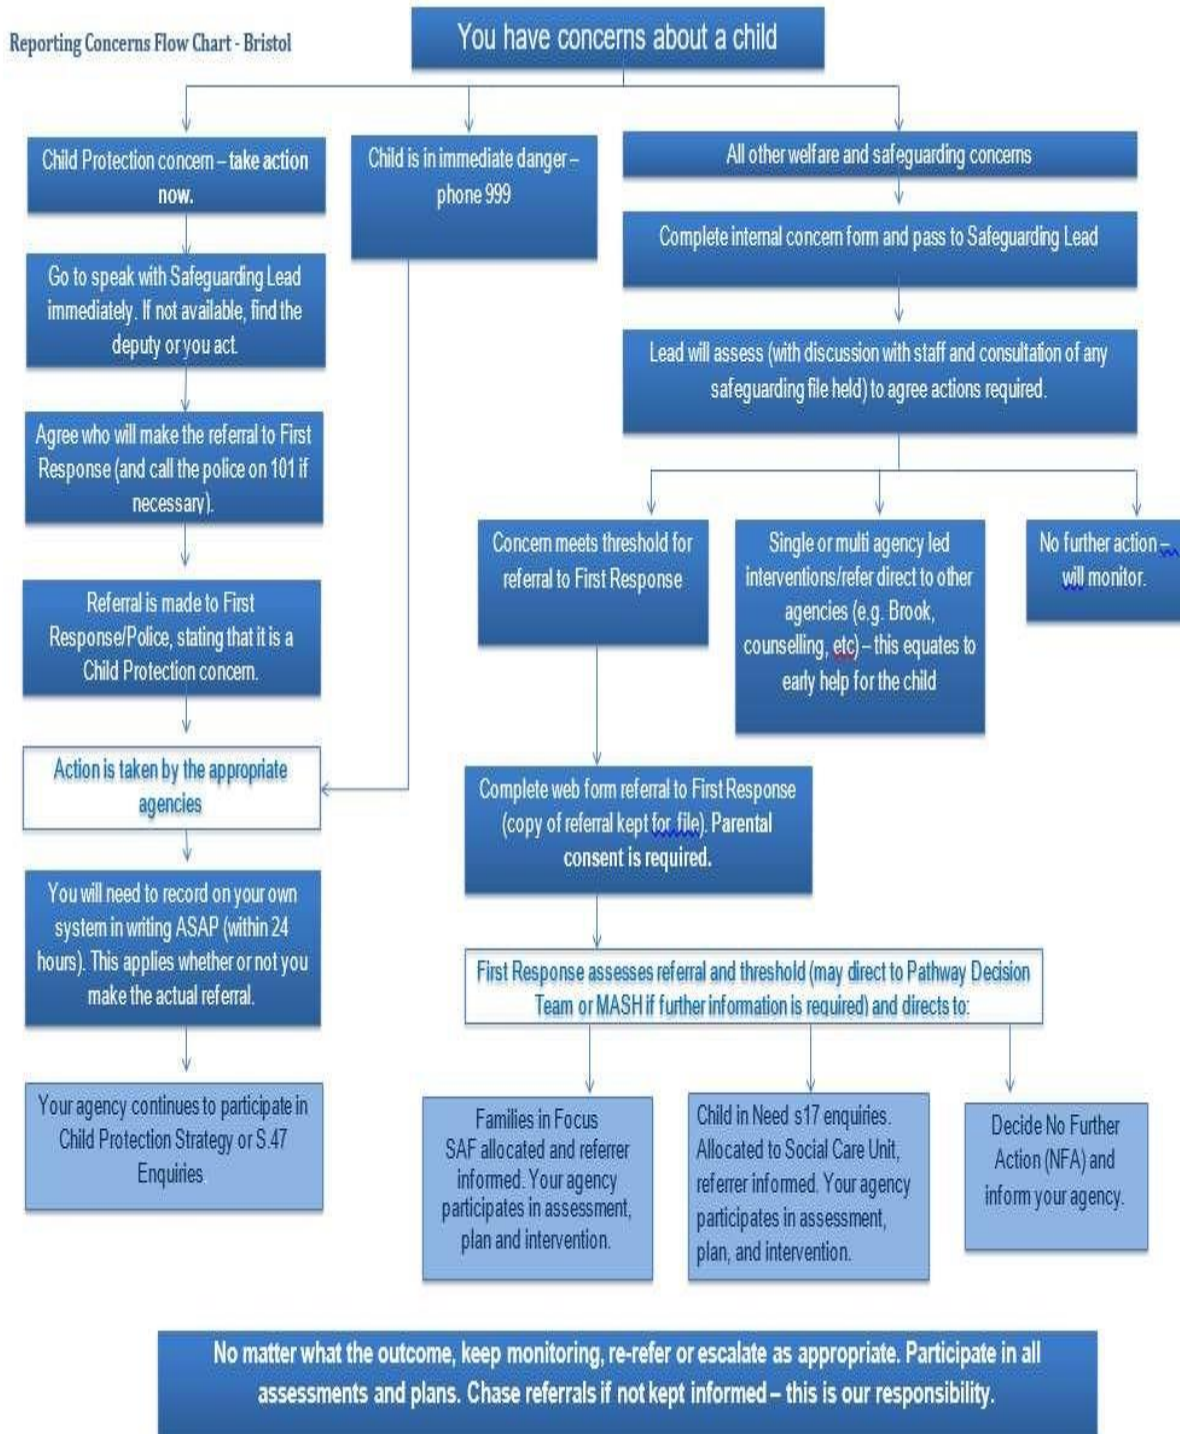 Reporting Concerns Flow Chart - Bristol
You have concerns about a child
Child Protection concern – take action
now.
Go to speak with Safeguarding Lead
immediately. If not available, find the
deputy or you act.
Agree who will make the referral to First
Response (and call the police on 101 if
necessary).
Referral is made to First
Response/Police, stating that it is a
Child Protection concern.
Action is taken by the appropriate
agencies
You will need to record on your own
system in writing ASAP (within 24
hours). This applies whether or not you
make the actual referral.
Your agency continues to participate in
Child Protection Strategy or S.47
Enquiries
Child is in immediate danger –
phone 999
All other welfare and safeguarding concerns
Complete internal concern form and pass to Safeguarding Lead
Lead will assess (with discussion with staff and consultation of any
safeguarding file held) to agree actions required.
Concern meets threshold for
referral to First Response
Single or multi agency led
interventions/refer direct to other
agencies (e.g. Brook,
counselling, etc) – this equates to
early help for the child
No further action –
will monitor.
Complete web form referral to First Response
(copy of referral kept for file). Parental
consent is required.
First Response assesses referral and threshold (may direct to Pathway Decision
Team or MASH if further information is required) and directs to:
Families in Focus
SAF allocated and referrer
informed. Your agency
participates in assessment,
plan and intervention.
Child in Need s17 enquiries.
Allocated to Social Care Unit,
referrer informed. Your agency
participates in assessment,
plan, and intervention.
Decide No Further
Action (NFA) and
inform your agency.
No matter what the outcome, keep monitoring, re-refer or escalate as appropriate. Participate in all
assessments and plans. Chase referrals if not kept informed – this is our responsibility.